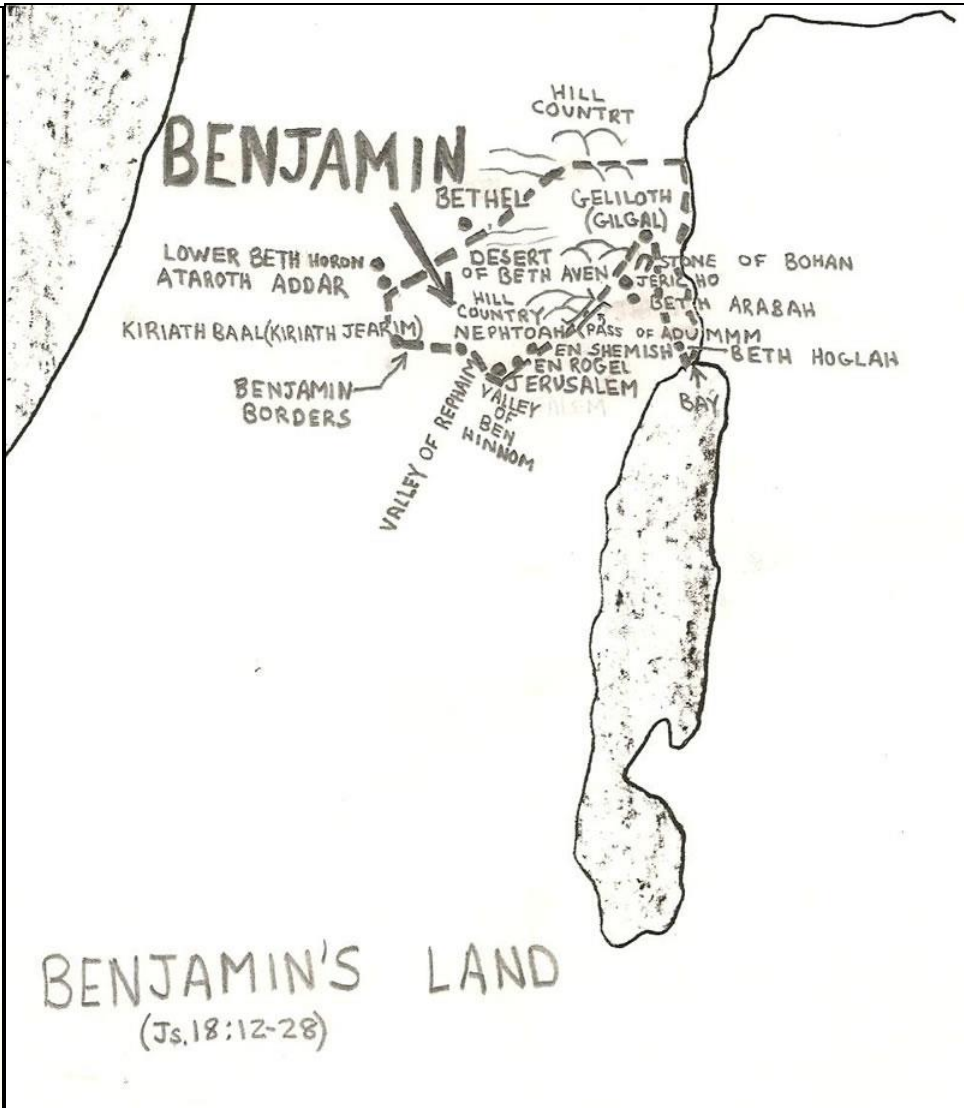 HILL
COUNTRT
BENJAMIN
BETHEL
GELILOTH
(GILGAL)
LOWER BETH HORON
ATAROTH ADDAR
DESERT
OF BETH AVEN
STONE OF BOHAN
JERICHO
BETH ARABAH
HILL
COUNTRY
KIRIATH BAAL(KIRIATH JEARIM)
NEPHTOAH
(PASS OF ADUMMM
EN SHEMISH
BETH HOGLAH
EN ROGEL
JERUSALEM
BENJAMIN
BORDERS
VALLEY OF REPHAIM
VALLEY
OF
BEN
HINNOM
BAY
BENJAMIN'S LAND
(Js.18:12-28)